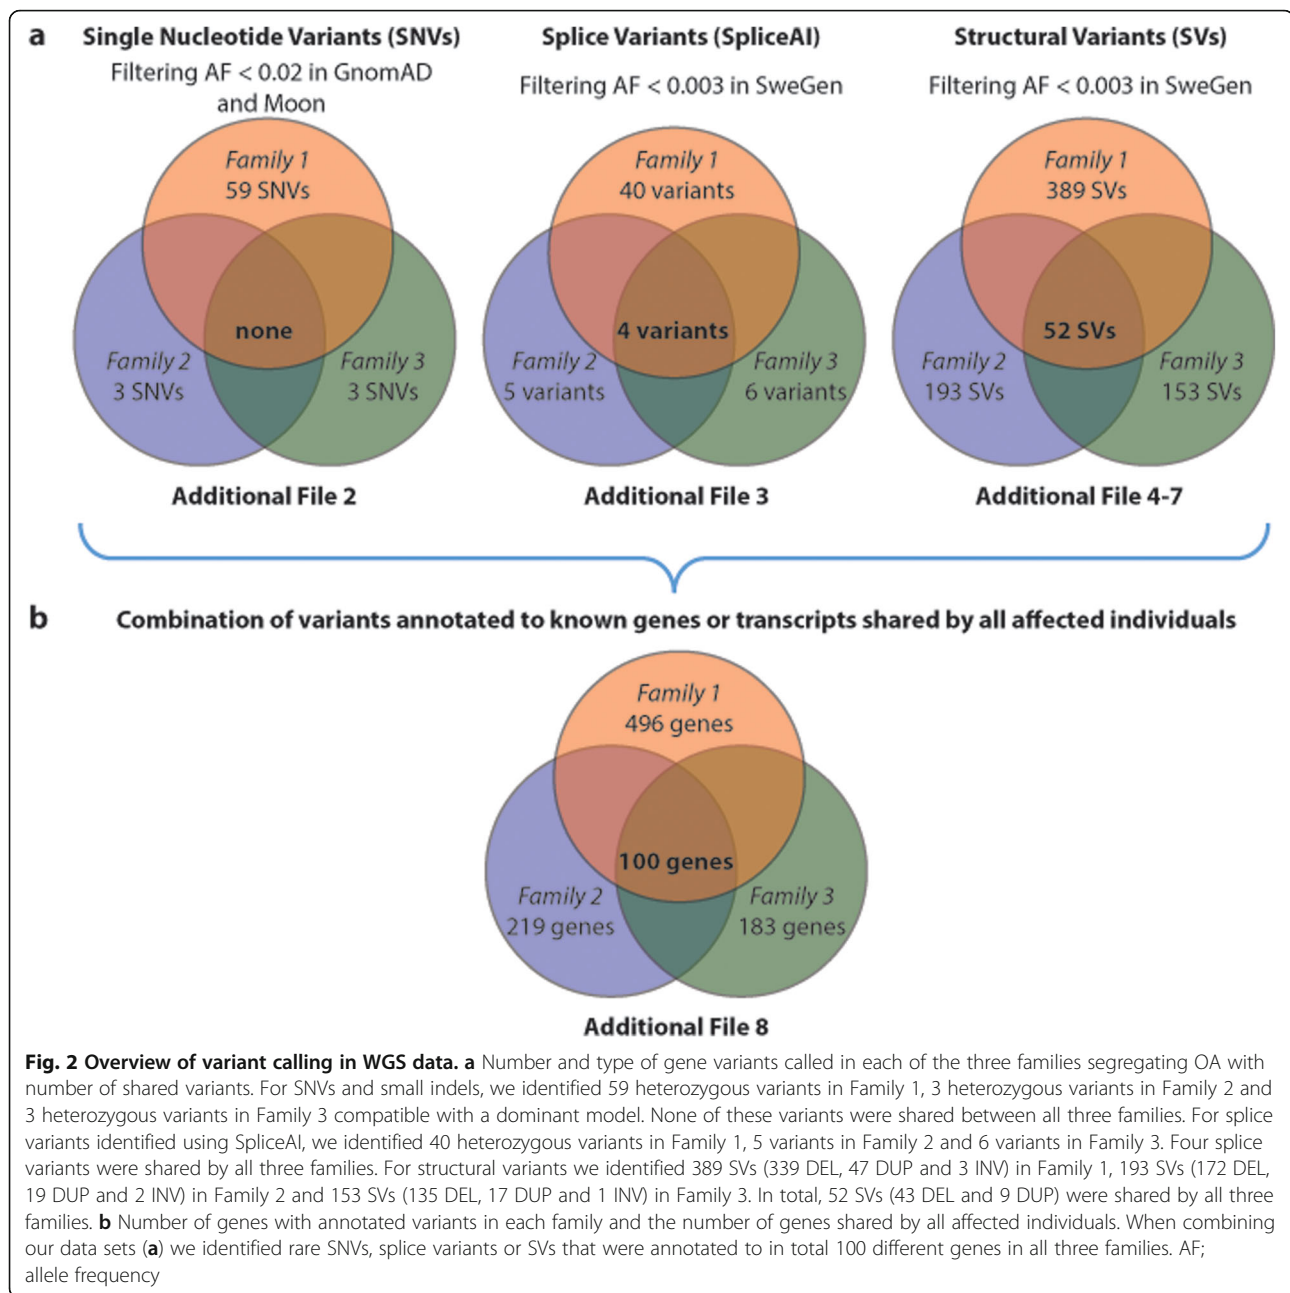 a
Single Nucleotide Variants (SNVs)
Filtering AF < 0.02 in GnomAD
and Moon
Family 1
59 SNVs
none
Family 2
3 SNVs
Family 3
3 SNVs
Additional File 2
Splice Variants (SpliceAI)
Filtering AF < 0.003 in SweGen
Family 1
40 variants
4 variants
Family 2
5 variants
Family 3
6 variants
Additional File 3
Structural Variants (SVs)
Filtering AF < 0.003 in SweGen
Family 1
389 SVs
52 SVs
Family 2
193 SVs
Family 3
153 SVs
Additional File 4-7
b
Combination of variants annotated to known genes or transcripts shared by all affected individuals
Family 1
496 genes
100 genes
Family 2
219 genes
Family 3
183 genes
Additional File 8
Fig. 2 Overview of variant calling in WGS data. a Number and type of gene variants called in each of the three families segregating OA with
number of shared variants. For SNVs and small indels, we identified 59 heterozygous variants in Family 1, 3 heterozygous variants in Family 2 and
3 heterozygous variants in Family 3 compatible with a dominant model. None of these variants were shared between all three families. For splice
variants identified using SpliceAI, we identified 40 heterozygous variants in Family 1, 5 variants in Family 2 and 6 variants in Family 3. Four splice
variants were shared by all three families. For structural variants we identified 389 SVs (339 DEL, 47 DUP and 3 INV) in Family 1, 193 SVs (172 DEL,
19 DUP and 2 INV) in Family 2 and 153 SVs (135 DEL, 17 DUP and 1 INV) in Family 3. In total, 52 SVs (43 DEL and 9 DUP) were shared by all three
families. b Number of genes with annotated variants in each family and the number of genes shared by all affected individuals. When combining
our data sets (a) we identified rare SNVs, splice variants or SVs that were annotated to in total 100 different genes in all three families. AF;
allele frequency